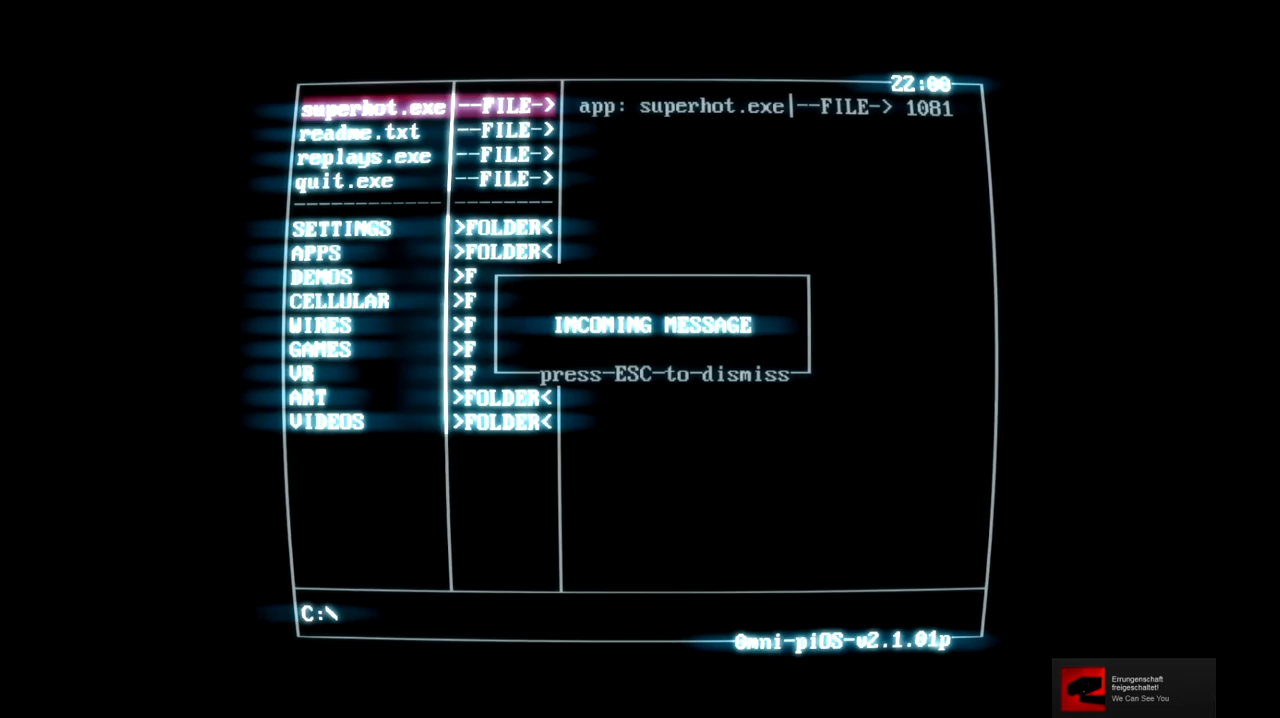 22:00
superhot.exe --FILE-> app: superhot.exe|--FILE-> 1081
readme.txt --FILE->
replays.exe --FILE->
quit.exe --FILE->
SETTINGS >FOLDER<
APPS >FOLDER<
DEMOS >F
CELLULAR >F
WIRES >F INCOMING MESSAGE
GAMES >F
VR >F press-ESC-to-dismiss
ART >FOLDER<
VIDEOS >FOLDER<
C:\
Omni-piOS-v2.1.01p
Errungenschaft
freigeschaltet!
We Can See You